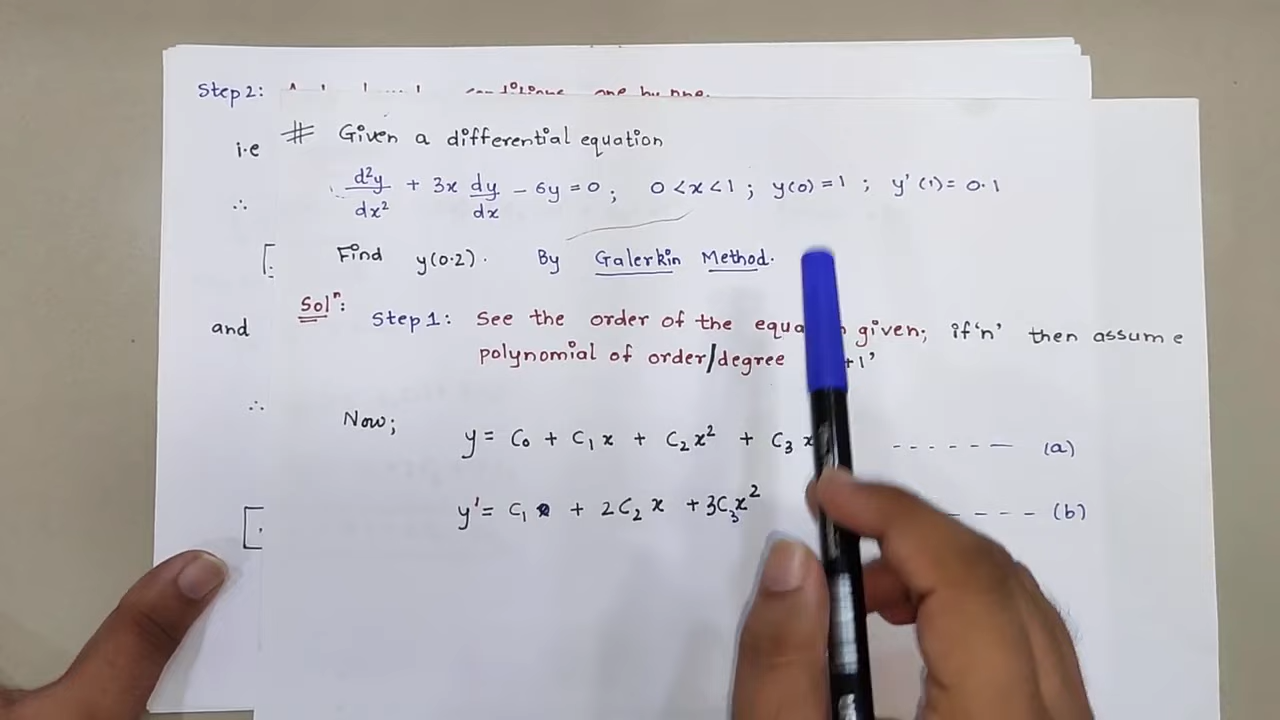 Step 2:
i.e # Given a differential equation
d²y/dx² + 3x dy/dx - 6y = 0 ; 0 < x < 1 ; y(0) = 1 ; y'(1) = 0.1
∴
Find y(0.2). By Galerkin Method.
Solⁿ:
Step 1: See the order of the given; if 'n' then assume
and
polynomial of order/degree +1'
∴
Now;
y = C₀ + C₁x + C₂x² + C₃x ------ (a)
y' = C₁ + 2C₂x + 3C₃x² ---- (b)